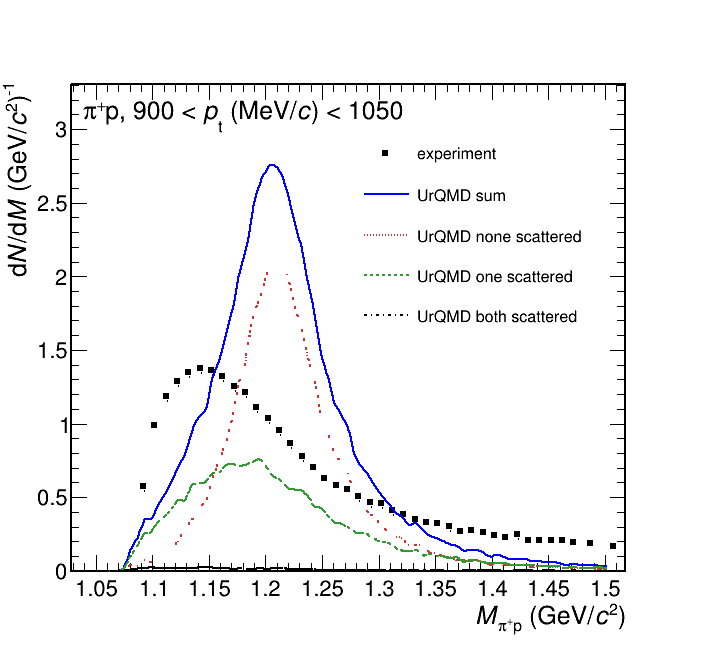 π⁺p, 900 < pₜ (MeV/c) < 1050
dN/dM (GeV/c²)⁻¹
experiment
UrQMD sum
UrQMD none scattered
UrQMD one scattered
UrQMD both scattered
3
2.5
2
1.5
1
0.5
0
1.05 1.1 1.15 1.2 1.25 1.3 1.35 1.4 1.45 1.5
M_π⁺p (GeV/c²)